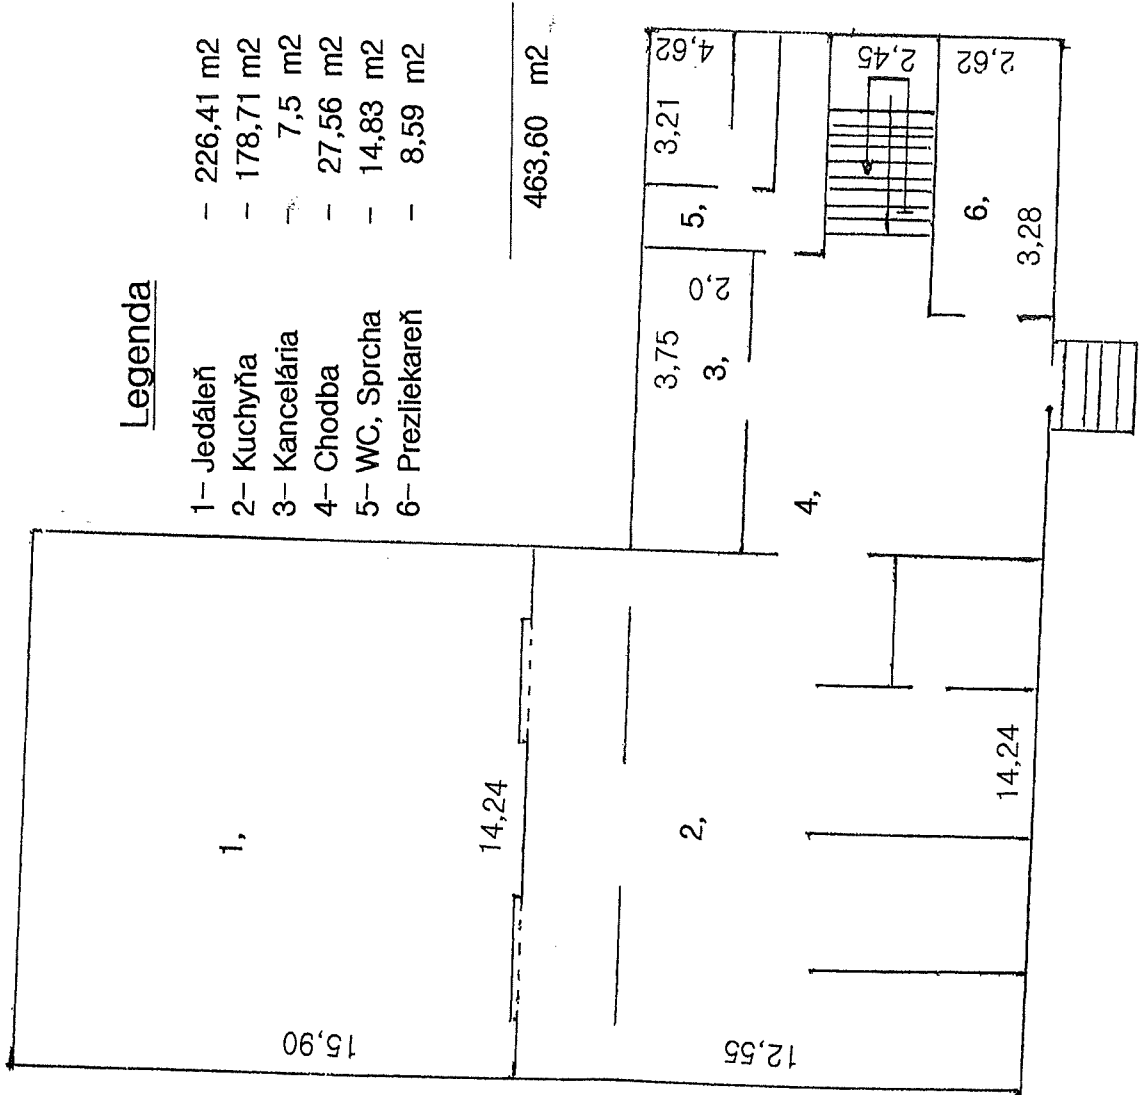 Legenda
1– Jedáleň – 226,41 m2
2– Kuchyňa – 178,71 m2
3– Kancelária – 7,5 m2
4– Chodba – 27,56 m2
5– WC, Sprcha – 14,83 m2
6– Prezliekareň – 8,59 m2
463,60 m2
1,
15,90
14,24
2,
12,55
14,24
3,75
3,
2,0
4,
5,
3,21
4,62
2,45
6,
2,62
3,28